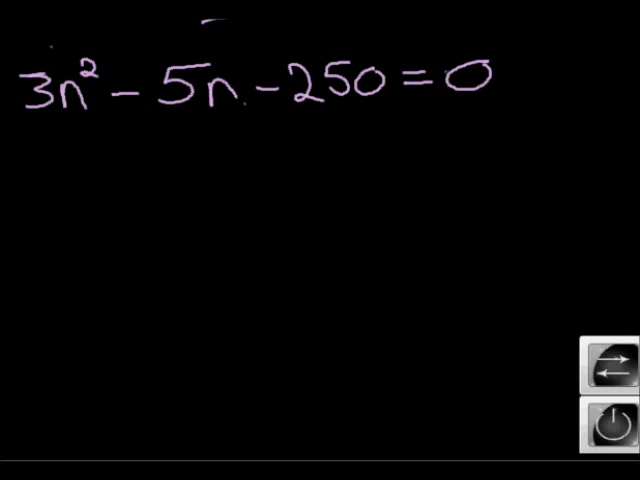 3n² - 5n - 250 = 0